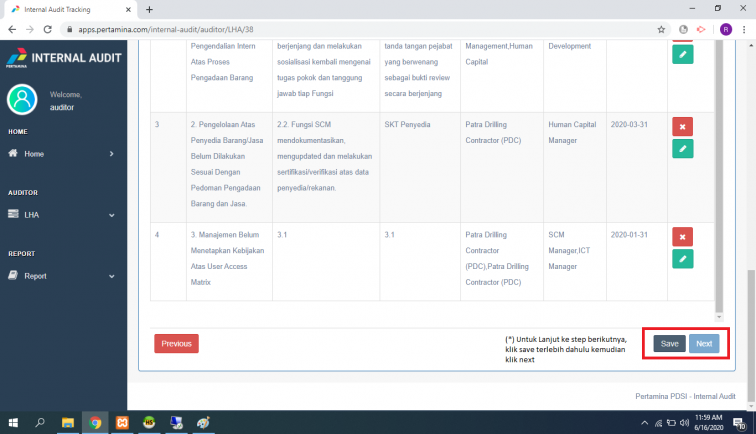 Internal Audit Tracking
apps.pertamina.com/internal-audit/auditor/LHA/38
R
PERTAMINA
INTERNAL AUDIT
Welcome,
auditor
HOME
Home
AUDITOR
LHA
REPORT
Report
Pengendalian Intern
Atas Proses
Pengadaan Barang
berjenjang dan melakukan
sosialisasi kembali mengenai
tugas pokok dan tanggung
jawab tiap Fungsi
tanda tangan pejabat
yang berwenang
sebagai bukti review
secara berjenjang
Management,Human
Capital
Development
3
2. Pengelolaan Atas
Penyedia Barang/Jasa
Belum Dilakukan
Sesuai Dengan
Pedoman Pengadaan
Barang dan Jasa.
2.2. Fungsi SCM
mendokumentasikan,
mengupdated dan melakukan
sertifikasi/verifikasi atas data
penyedia/rekanan.
SKT Penyedia
Patra Drilling
Contractor (PDC)
Human Capital
Manager
2020-03-31
4
3. Manajemen Belum
Menetapkan Kebijakan
Atas User Access
Matrix
3.1
3.1
Patra Drilling
Contractor
(PDC),Patra Drilling
Contractor (PDC)
SCM
Manager,ICT
Manager
2020-01-31
Previous
(*) Untuk Lanjut ke step berikutnya,
klik save terlebih dahulu kemudian
klik next
Save
Next
Pertamina PDSI - Internal Audit
11:59 AM
6/16/2020
10